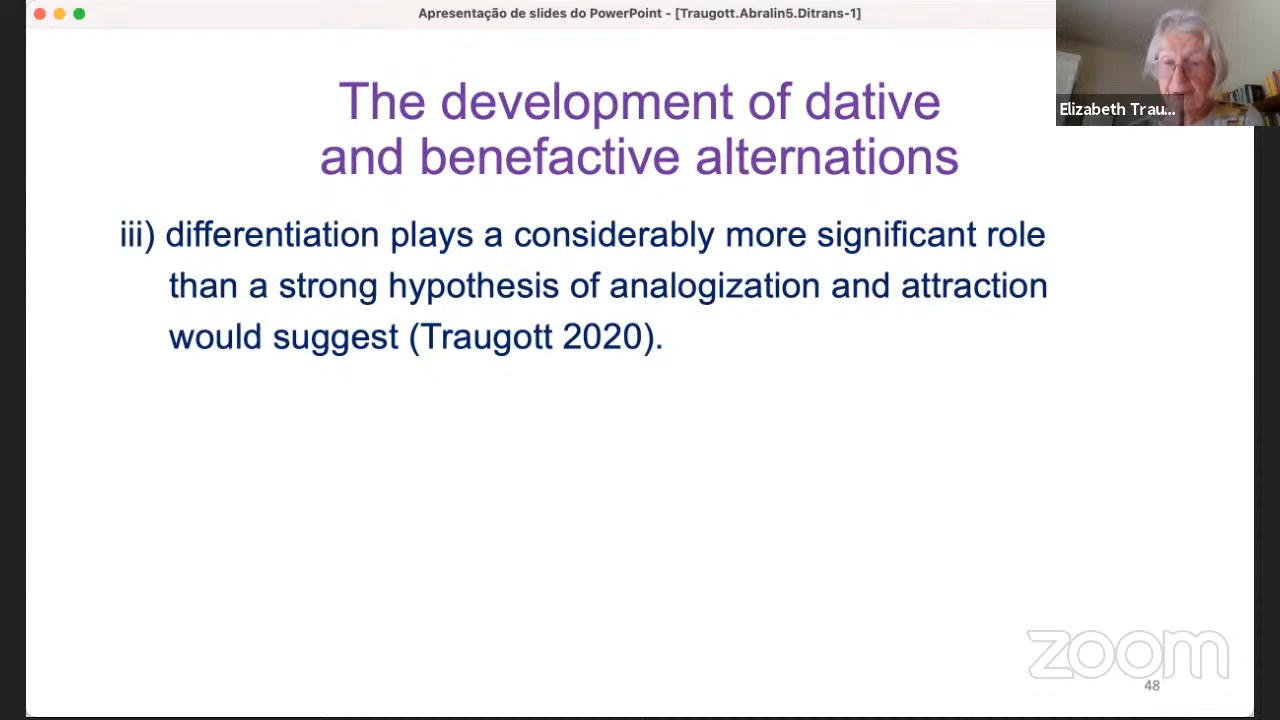 Apresentação de slides do PowerPoint - [Traugott.Abralin5.Ditrans-1]
Elizabeth Trau...
The development of dative
and benefactive alternations
iii) differentiation plays a considerably more significant role
than a strong hypothesis of analogization and attraction
would suggest (Traugott 2020).
zoom
48